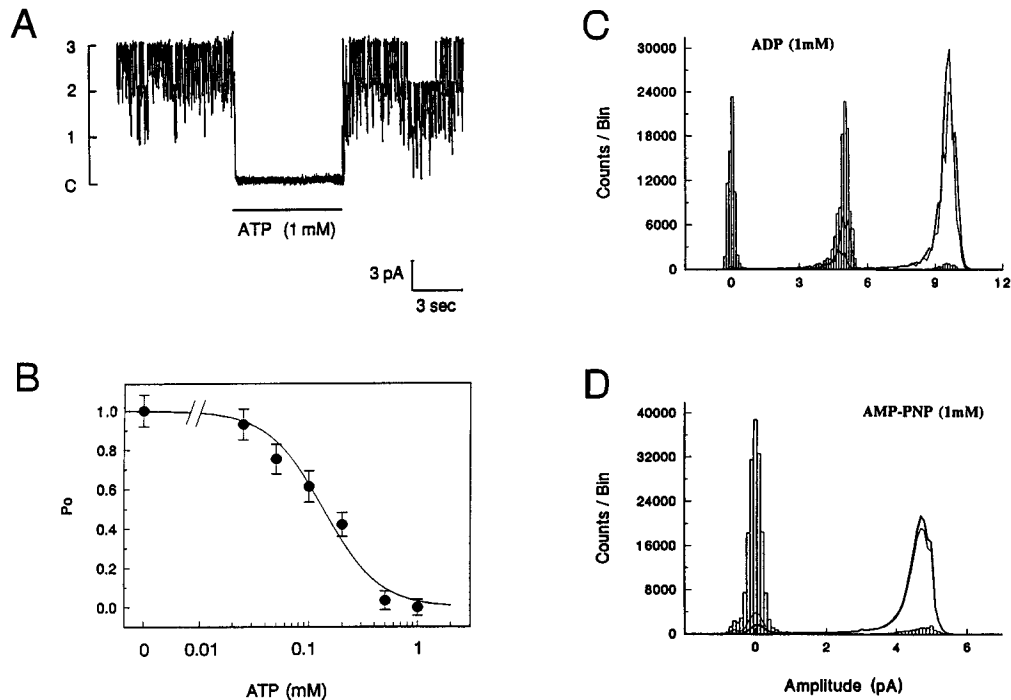 A
3
2
1
C
ATP (1 mM)
3 pA
3 sec
B
1.0
0.8
0.6
0.4
0.2
0.0
Po
0
0.01
0.1
1
ATP (mM)
C
ADP (1mM)
30000
24000
18000
12000
6000
0
Counts / Bin
0
3
6
9
12
D
AMP-PNP (1mM)
40000
32000
24000
16000
8000
0
Counts / Bin
0
2
4
6
Amplitude (pA)